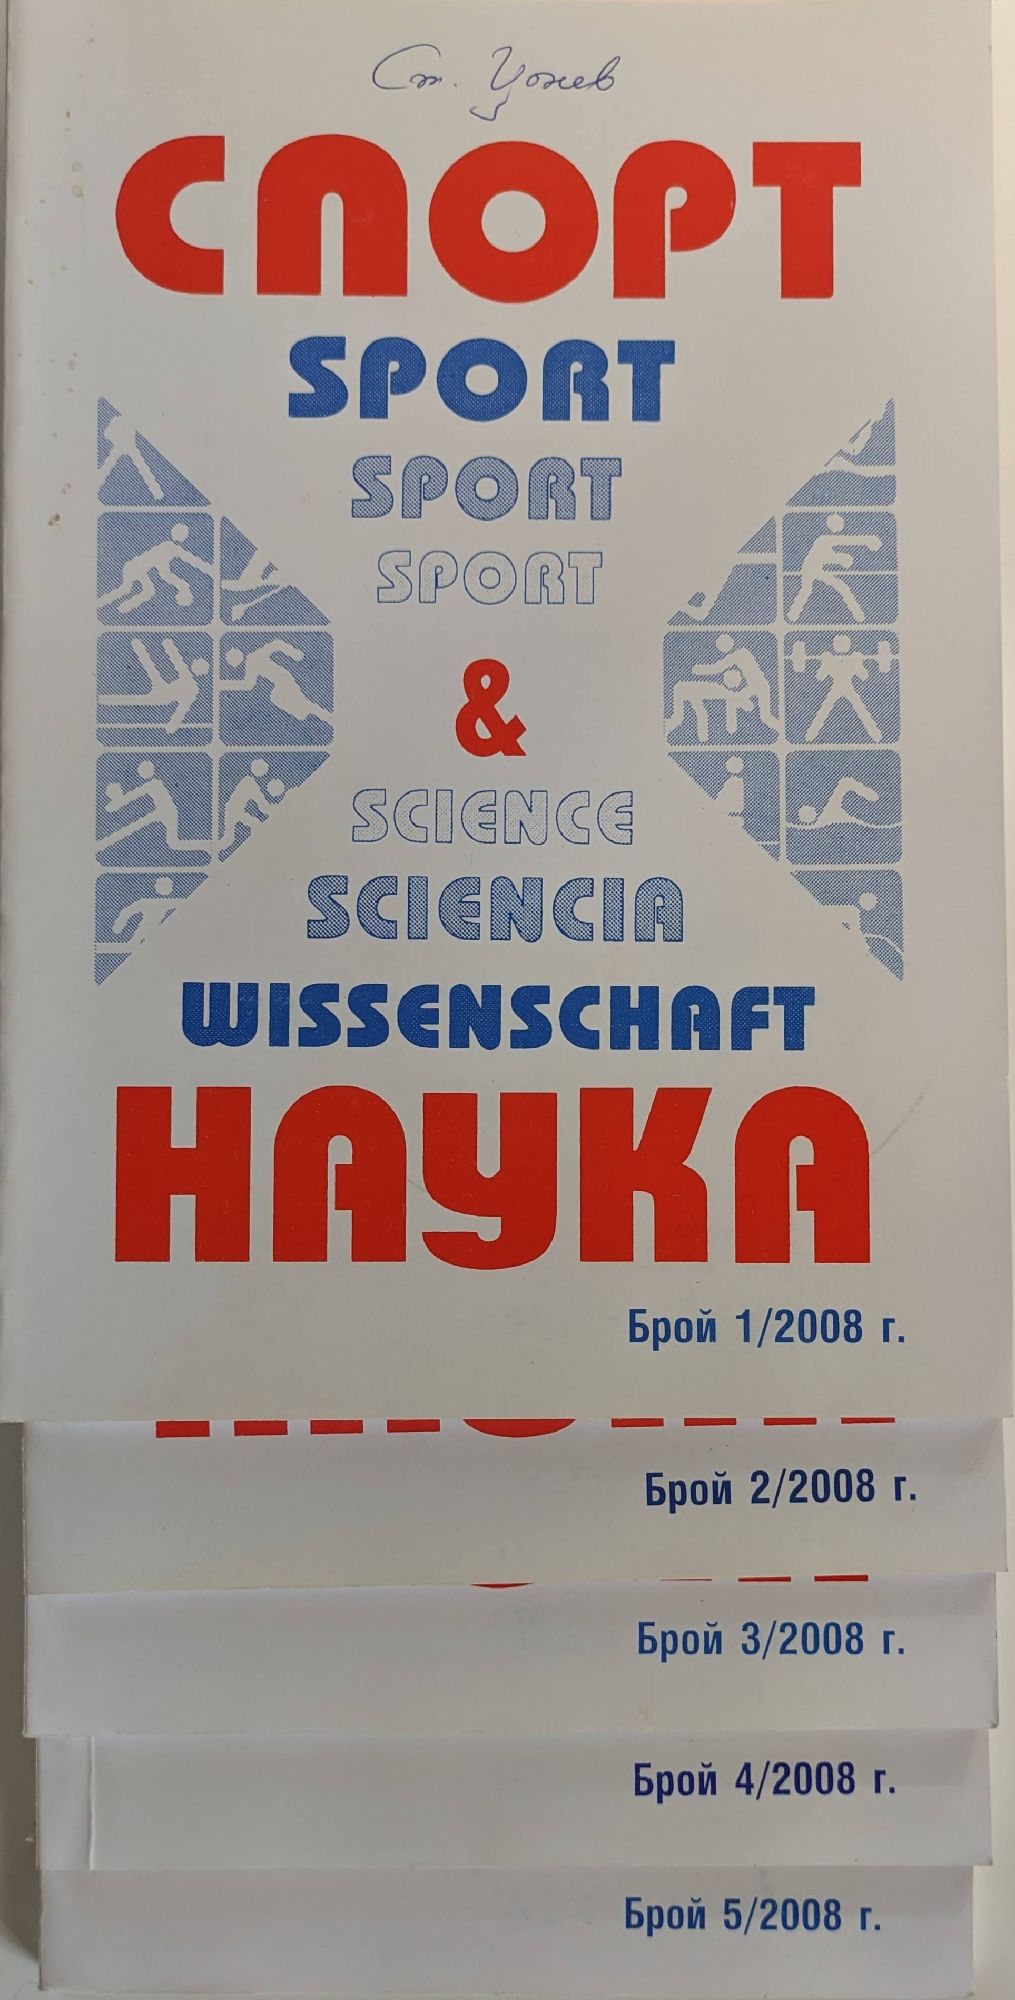 Ст. Цонев
СПОРТ
SPORT
SPORT
SPORT
&
SCIENCE
SCIENCIA
WISSENSCHAFT
НАУКА
Брой 1/2008 г.
Брой 2/2008 г.
Брой 3/2008 г.
Брой 4/2008 г.
Брой 5/2008 г.